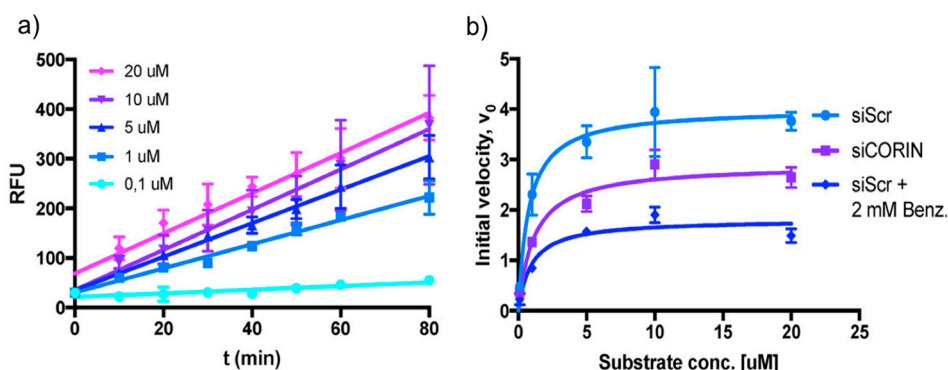 a)
500
400
300
200
100
0
RFU
20 uM
10 uM
5 uM
1 uM
0,1 uM
0
20
40
60
80
t (min)
b)
5
4
3
2
1
0
Initial velocity, v0
0
5
10
15
20
25
Substrate conc. [uM]
siScr
siCORIN
siScr +
2 mM Benz.